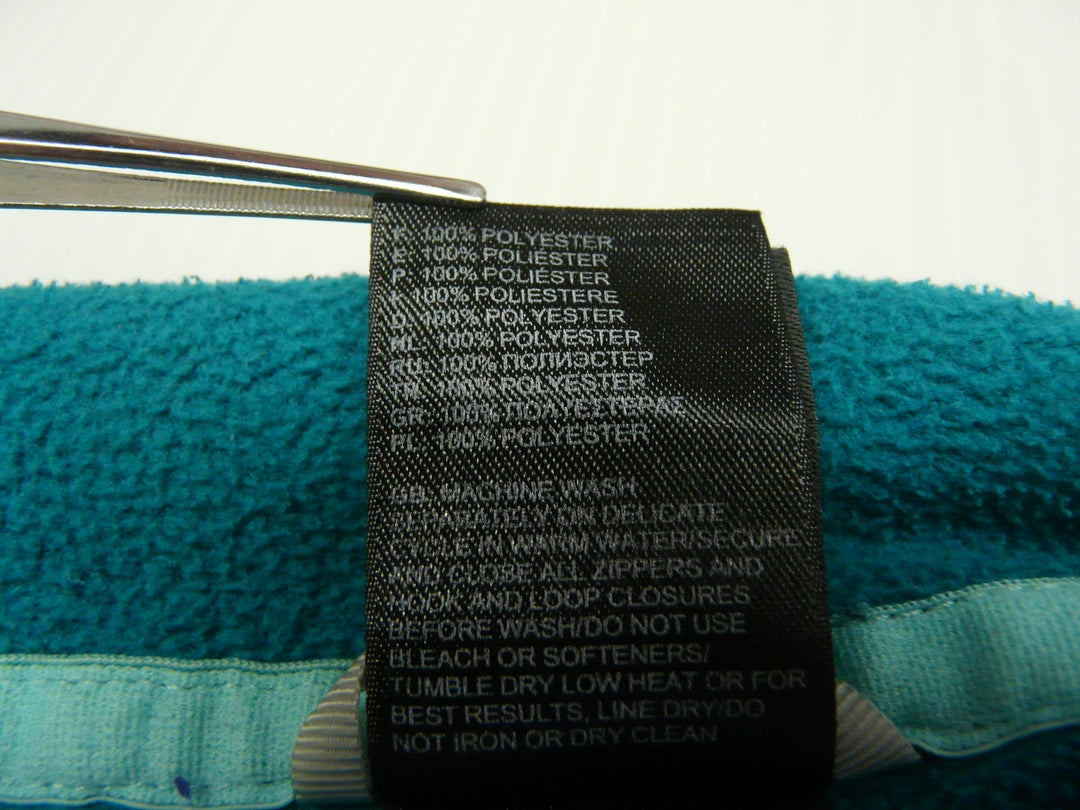 F: 100% POLYESTER
E: 100% POLIÉSTER
P: 100% POLIÉSTER
I: 100% POLIESTERE
D: 100% POLYESTER
NL: 100% POLYESTER
RU: 100% ПОЛИЭСТЕР
TR: 100% POLYESTER
GR: 100% ΠΟΛΥΕΣΤΕΡΑΣ
PL: 100% POLYESTER
GB: MACHINE WASH
SEPARATELY ON DELICATE
CYCLE IN WARM WATER/SECURE
AND CLOSE ALL ZIPPERS AND
HOOK AND LOOP CLOSURES
BEFORE WASH/DO NOT USE
BLEACH OR SOFTENERS/
TUMBLE DRY LOW HEAT OR FOR
BEST RESULTS, LINE DRY/DO
NOT IRON OR DRY CLEAN